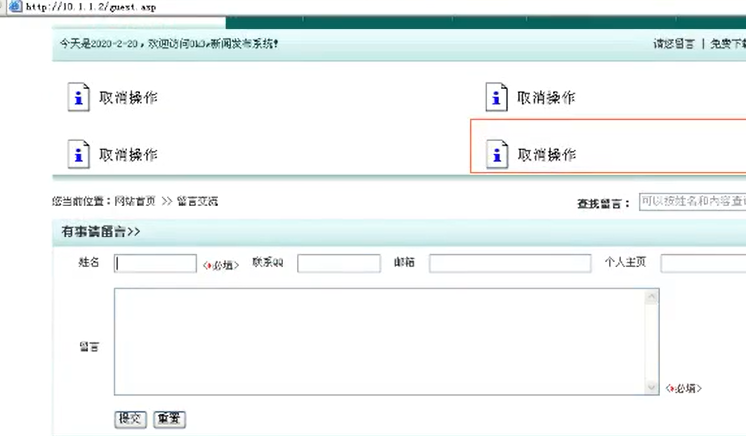 http://10.1.1.2/guest.asp
今天是2020-2-20，欢迎访问Ok3w新闻发布系统!
请您留言 | 免费下载
取消操作 取消操作
取消操作 取消操作
您当前位置：网站首页 >> 留言交流
查找留言： 可以按姓名和内容查
有事请留言>>
姓名 <*必填> 联系QQ 邮箱 个人主页
留言
<*必填>
提交 重置